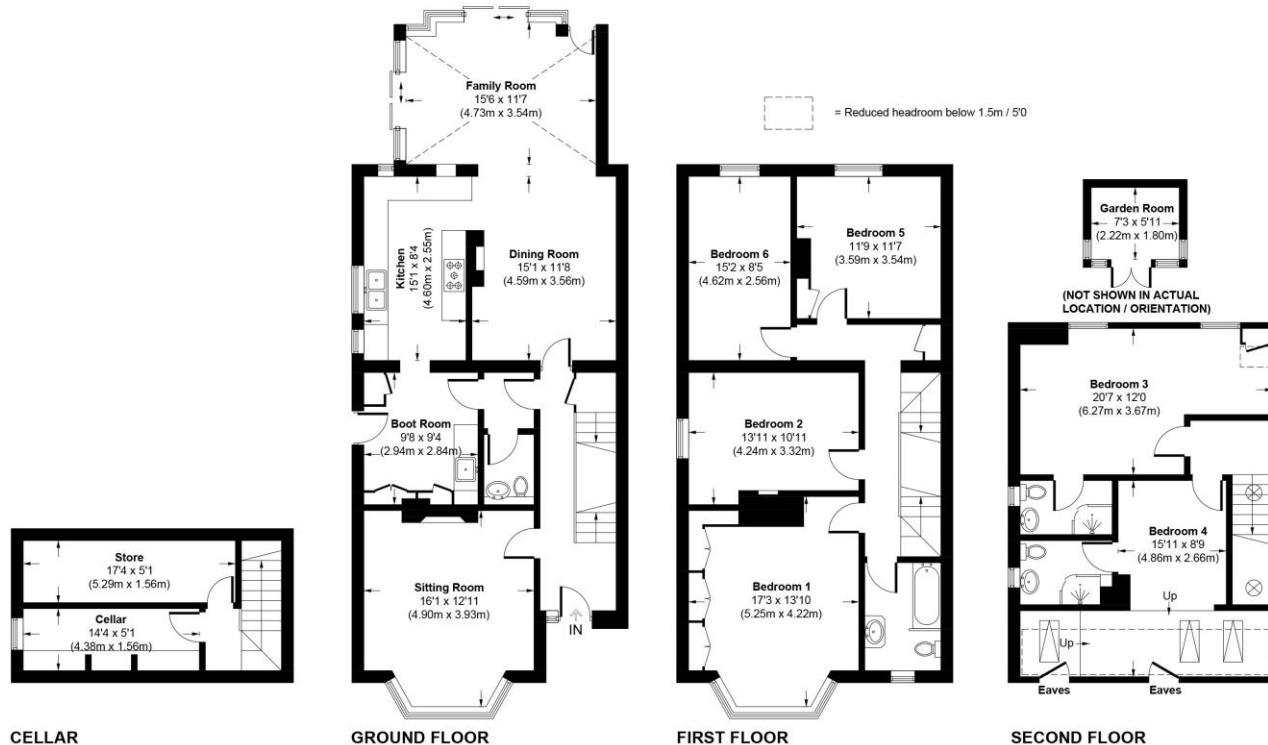 Family Room
15'6 x 11'7
(4.73m x 3.54m)
= Reduced headroom below 1.5m / 5'0
Kitchen
15'1 x 8'4
(4.60m x 2.55m)
Dining Room
15'1 x 11'8
(4.59m x 3.56m)
Boot Room
9'8 x 9'4
(2.94m x 2.84m)
Sitting Room
16'1 x 12'11
(4.90m x 3.93m)
IN
Bedroom 6
15'2 x 8'5
(4.62m x 2.56m)
Bedroom 5
11'9 x 11'7
(3.59m x 3.54m)
Bedroom 2
13'11 x 10'11
(4.24m x 3.32m)
Bedroom 1
17'3 x 13'10
(5.25m x 4.22m)
Garden Room
7'3 x 5'11
(2.22m x 1.80m)
(NOT SHOWN IN ACTUAL
LOCATION / ORIENTATION)
Bedroom 3
20'7 x 12'0
(6.27m x 3.67m)
Bedroom 4
15'11 x 8'9
(4.86m x 2.66m)
Up
Up
Eaves
Eaves
Store
17'4 x 5'1
(5.29m x 1.56m)
Cellar
14'4 x 5'1
(4.38m x 1.56m)
CELLAR
GROUND FLOOR
FIRST FLOOR
SECOND FLOOR